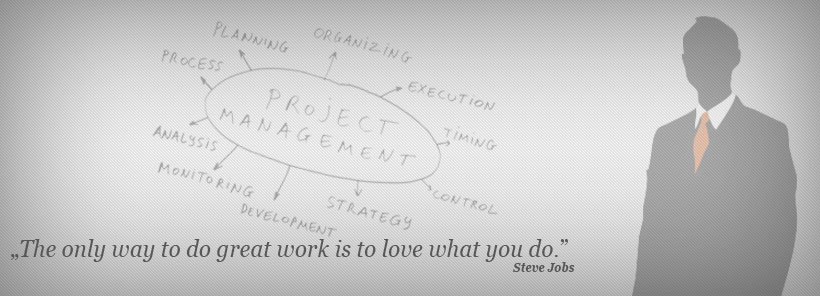 PLANNING
ORGANIZING
PROCESS
EXECUTION
PROJECT
MANAGEMENT
TIMING
ANALYSIS
MONITORING
CONTROL
DEVELOPMENT
STRATEGY
„The only way to do great work is to love what you do.”
Steve Jobs